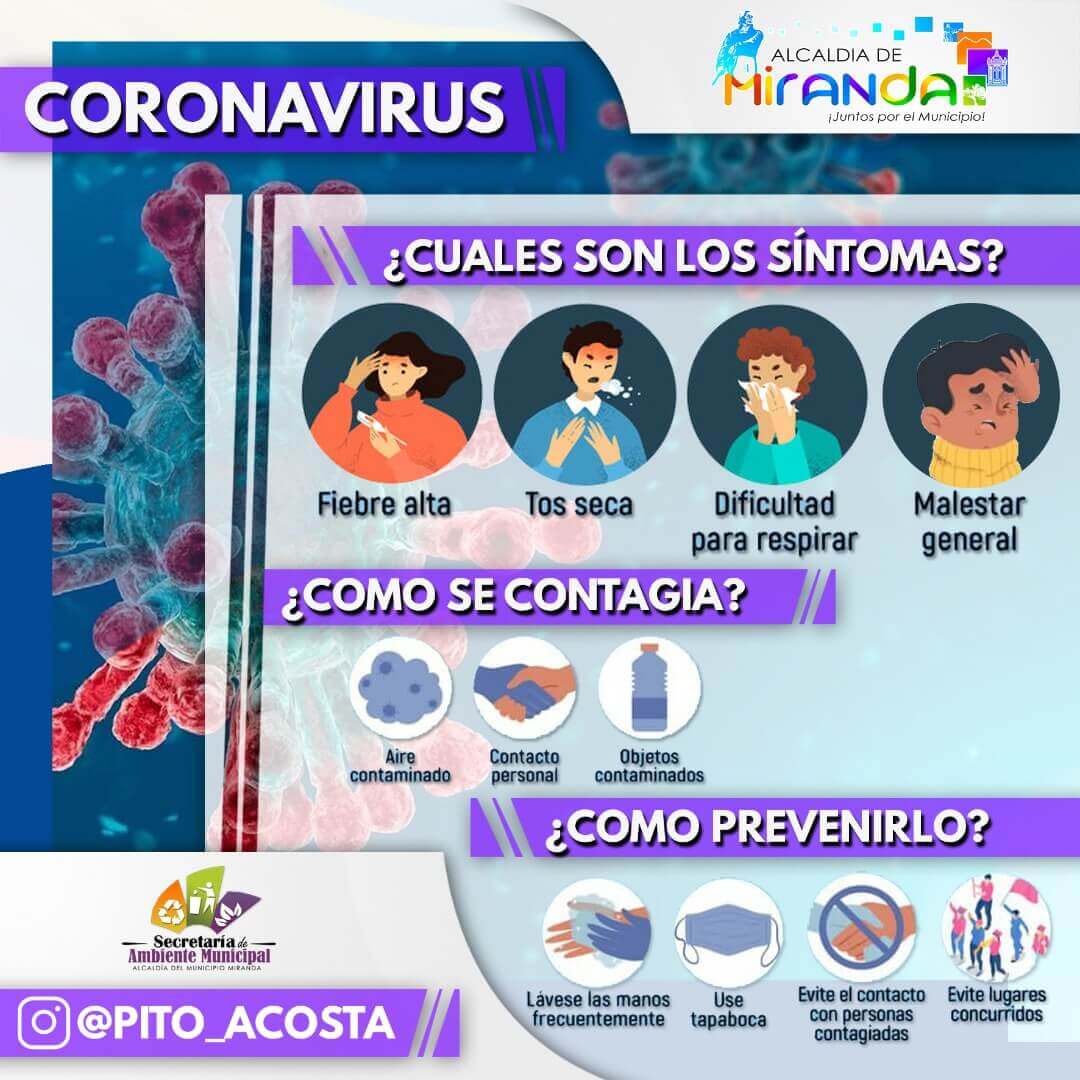 CORONAVIRUS
ALCALDIA DE
MIRANDA
¡Juntos por el Municipio!
¿CUALES SON LOS SÍNTOMAS?
Fiebre alta
Tos seca
Dificultad
para respirar
Malestar
general
¿COMO SE CONTAGIA?
Aire
contaminado
Contacto
personal
Objetos
contaminados
¿COMO PREVENIRLO?
Lávese las manos
frecuentemente
Use
tapaboca
Evite el contacto
con personas
contagiadas
Evite lugares
concurridos
Secretaría de
Ambiente Municipal
ALCALDÍA DEL MUNICIPIO MIRANDA
@PITO_ACOSTA